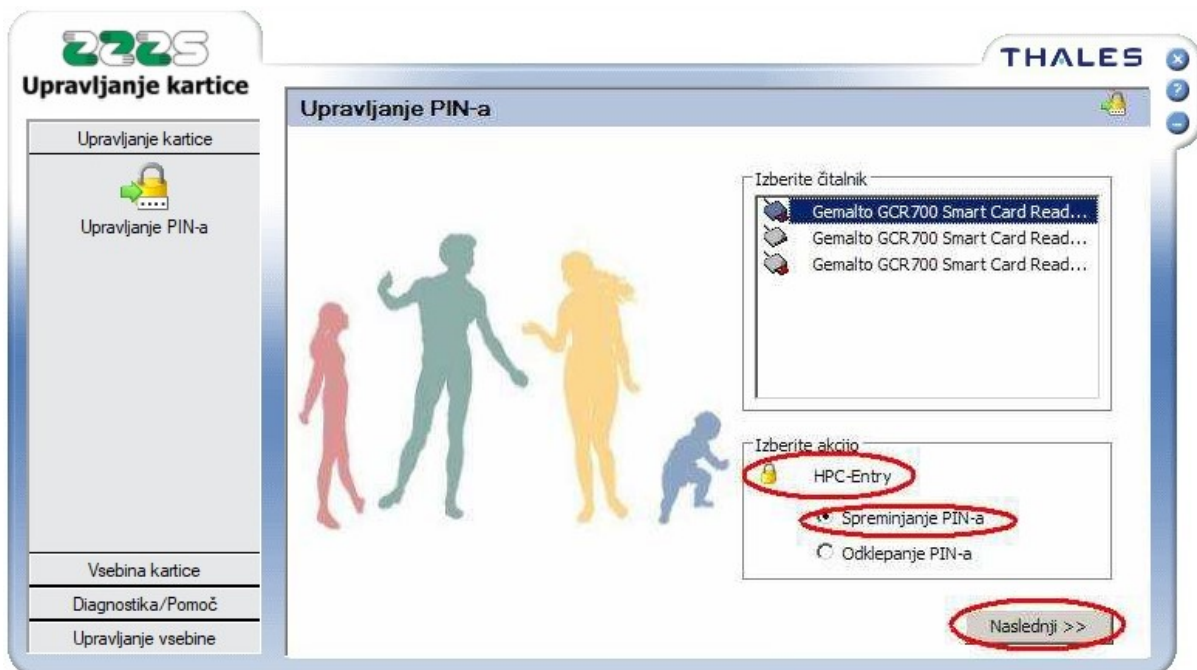 ZZZS
Upravljanje kartice
THALES
Upravljanje kartice
Upravljanje PIN-a
Vsebina kartice
Diagnostika/Pomoč
Upravljanje vsebine
Upravljanje PIN-a
Izberite čitalnik
Gemalto GCR700 Smart Card Read...
Gemalto GCR700 Smart Card Read...
Gemalto GCR700 Smart Card Read...
Izberite akcijo
HPC-Entry
Spreminjanje PIN-a
Odklepanje PIN-a
Naslednji >>